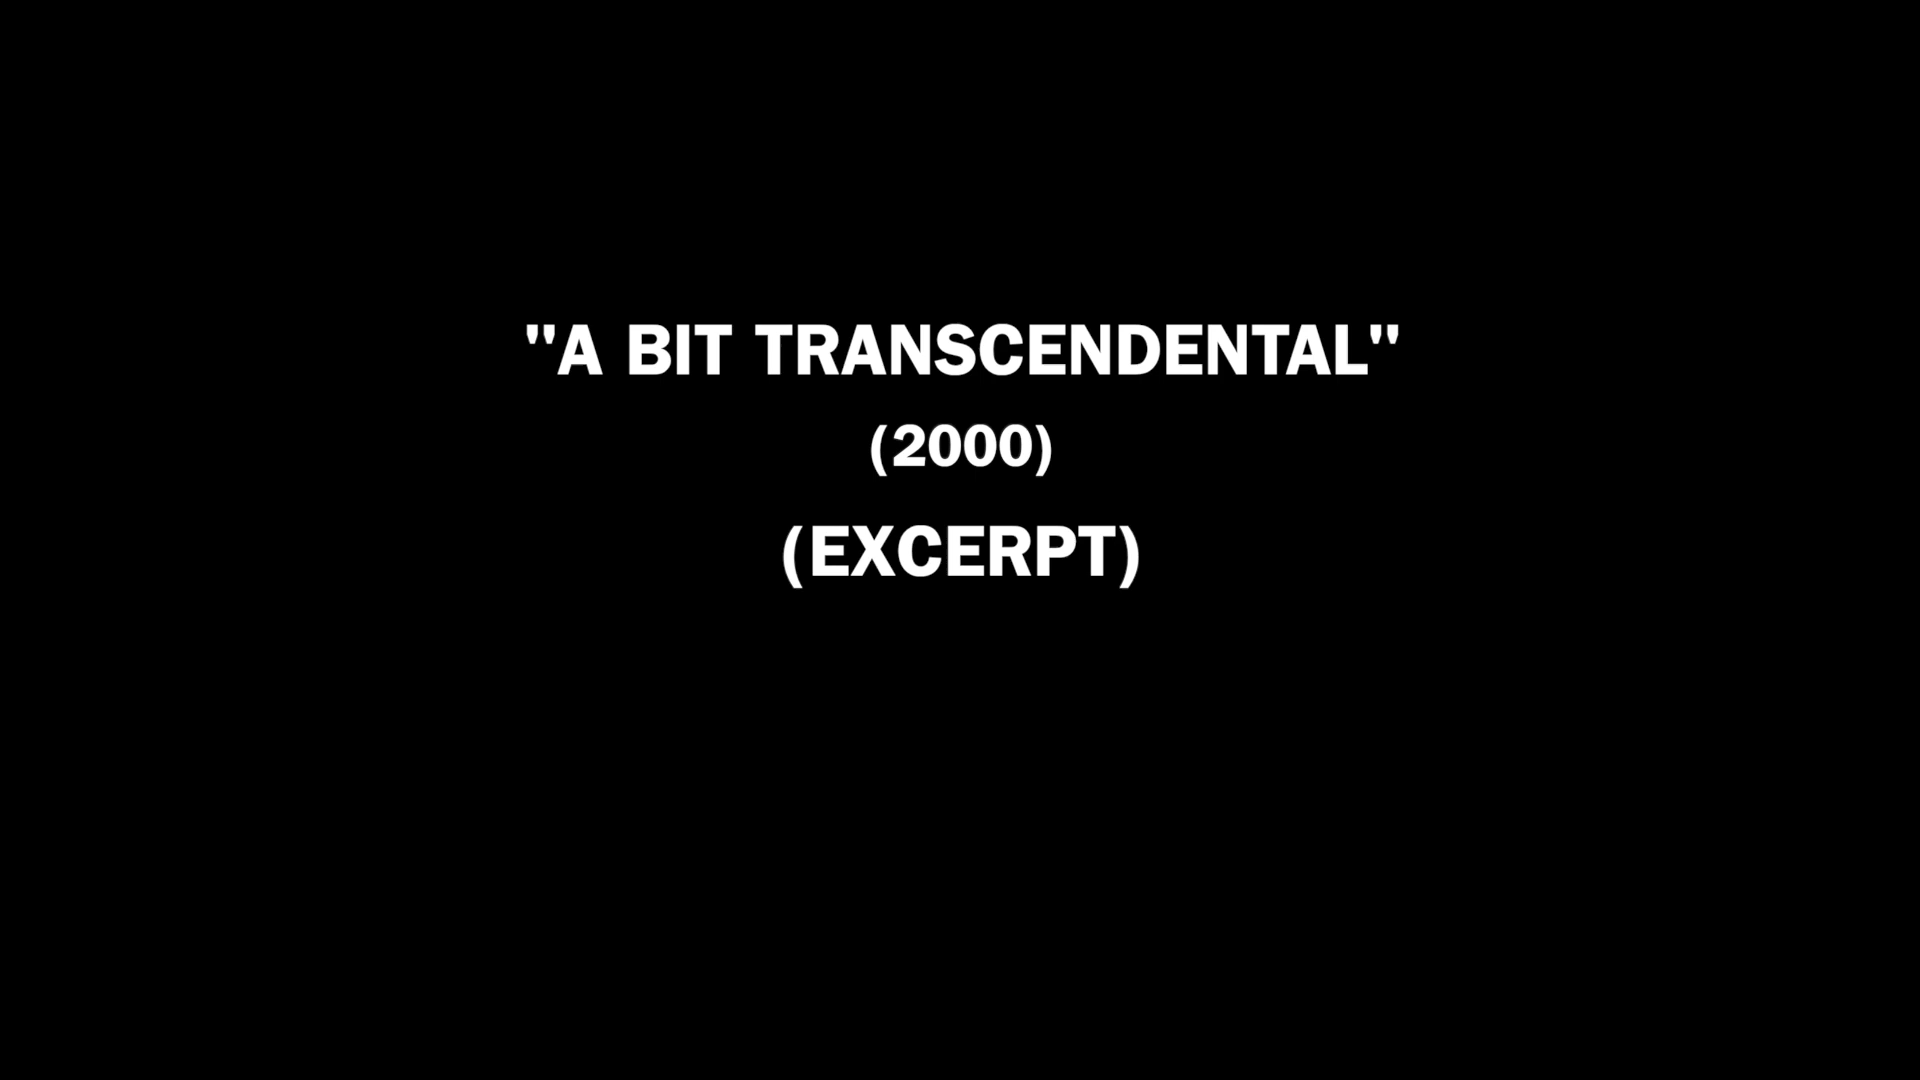 "A BIT TRANSCENDENTAL"
(2000)
(EXCERPT)